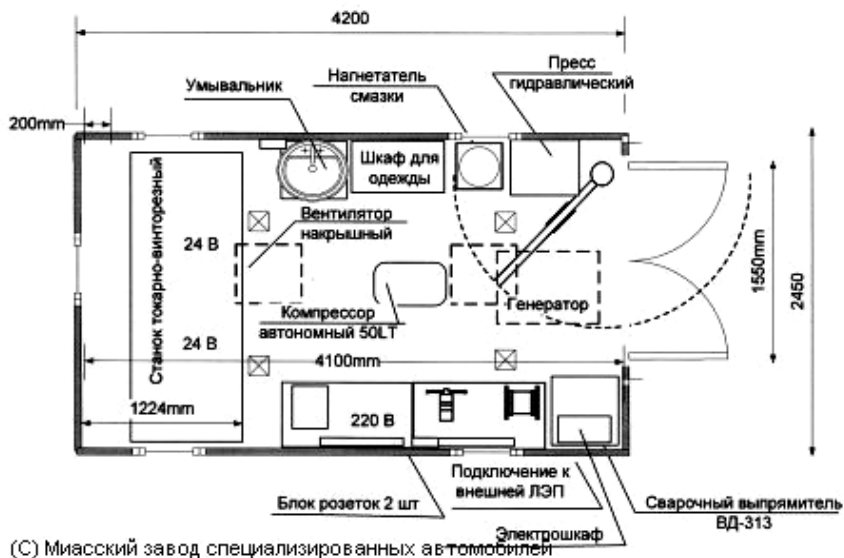 4200
Умывальник
Нагнетатель
смазки
Пресс
гидравлический
200mm
Шкаф для
одежды
Станок токарно-винторезный
24 В
24 В
Вентилятор
накрышный
Генератор
1550mm
2450
Компрессор
автономный 50LT
4100mm
1224mm
220 В
Подключение к
внешней ЛЭП
Блок розеток 2 шт
Сварочный выпрямитель
ВД-313
Электрошкаф
(C) Миасский завод специализированных автомобилей